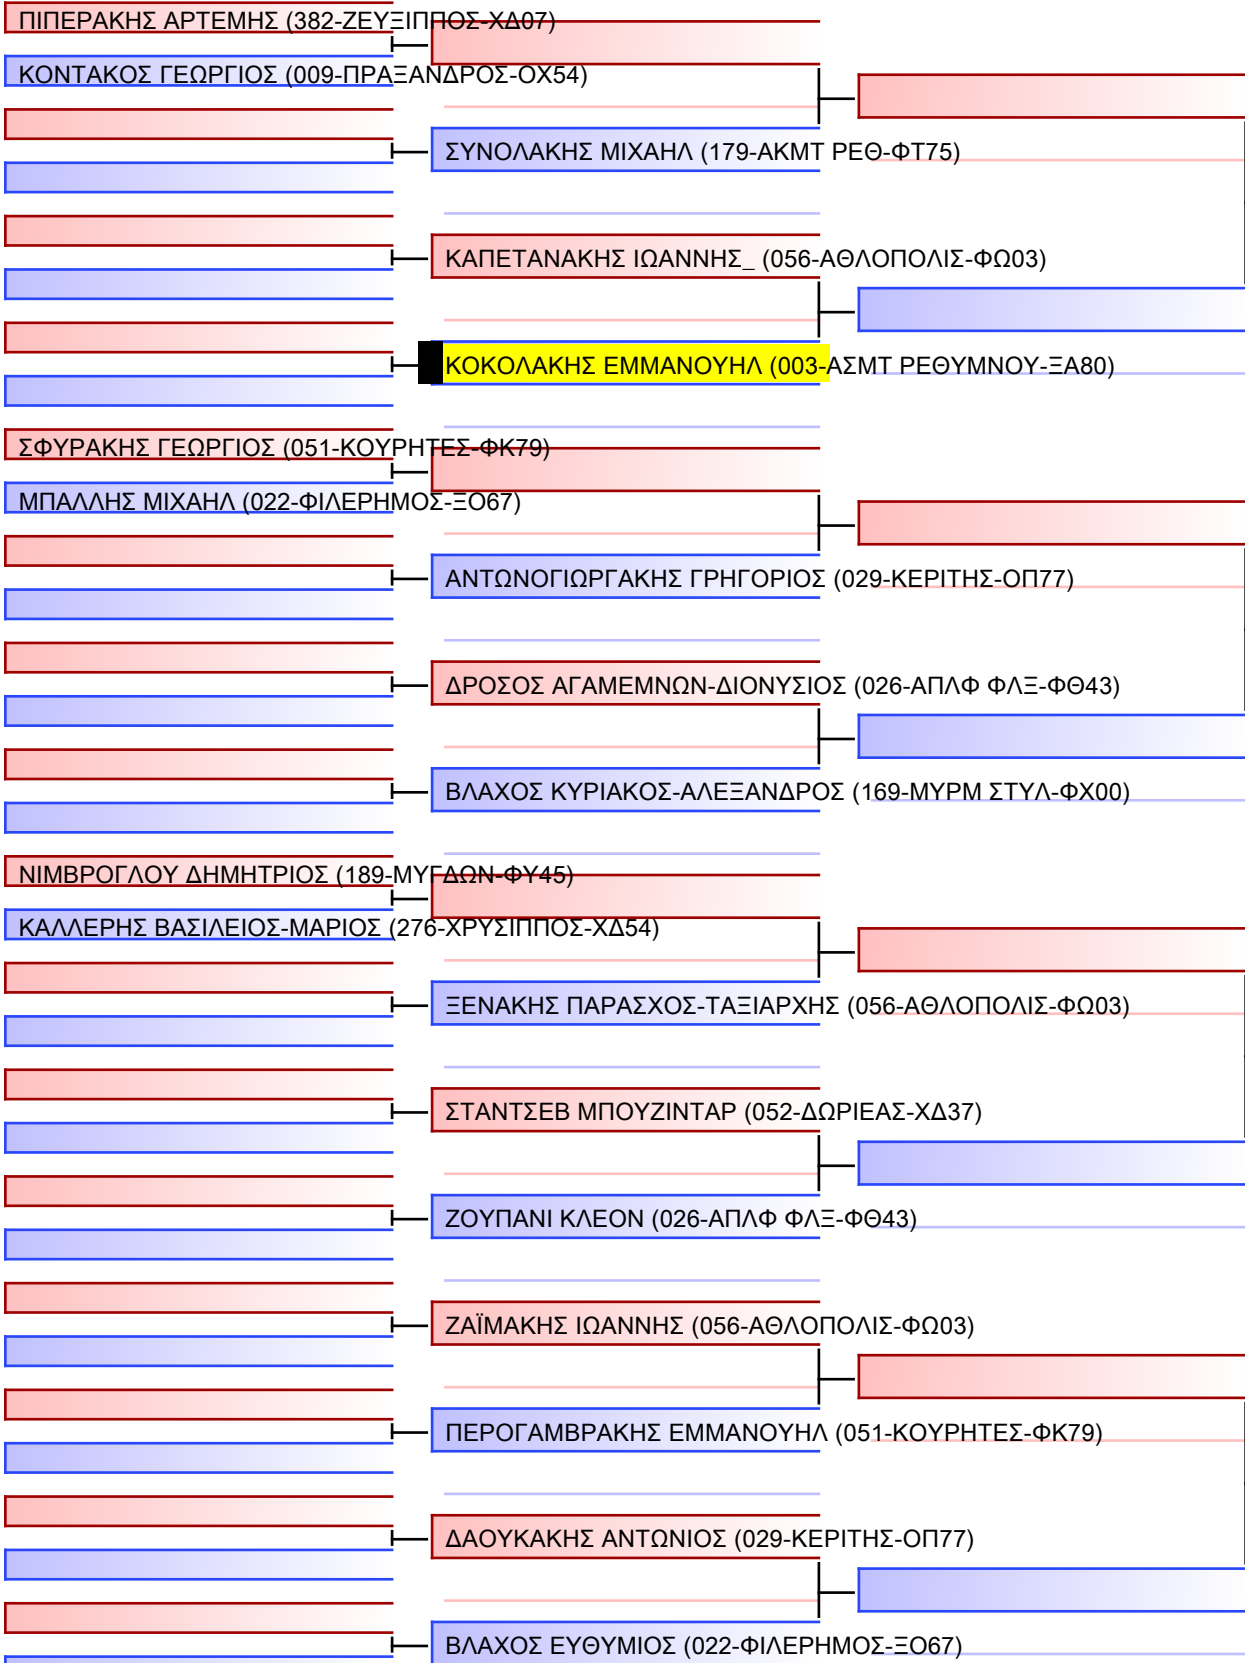 ΠΙΠΕΡΑΚΗΣ ΑΡΤΕΜΗΣ (382-ΖΕΥΞΙΠΠΟΣ-ΧΔ07)
ΚΟΝΤΑΚΟΣ ΓΕΩΡΓΙΟΣ (009-ΠΡΑΞΑΝΔΡΟΣ-ΟΧ54)
ΣΥΝΟΛΑΚΗΣ ΜΙΧΑΗΛ (179-ΑΚΜΤ ΡΕΘ-ΦΤ75)
ΚΑΠΕΤΑΝΑΚΗΣ ΙΩΑΝΝΗΣ_ (056-ΑΘΛΟΠΟΛΙΣ-ΦΩ03)
ΚΟΚΟΛΑΚΗΣ ΕΜΜΑΝΟΥΗΛ (003-ΑΣΜΤ ΡΕΘΥΜΝΟΥ-ΞΑ80)
ΣΦΥΡΑΚΗΣ ΓΕΩΡΓΙΟΣ (051-ΚΟΥΡΗΤΕΣ-ΦΚ79)
ΜΠΑΛΛΗΣ ΜΙΧΑΗΛ (022-ΦΙΛΕΡΗΜΟΣ-ΞΟ67)
ΑΝΤΩΝΟΓΙΩΡΓΑΚΗΣ ΓΡΗΓΟΡΙΟΣ (029-ΚΕΡΙΤΗΣ-ΟΠ77)
ΔΡΟΣΟΣ ΑΓΑΜΕΜΝΩΝ-ΔΙΟΝΥΣΙΟΣ (026-ΑΠΛΦ ΦΛΞ-ΦΘ43)
ΒΛΑΧΟΣ ΚΥΡΙΑΚΟΣ-ΑΛΕΞΑΝΔΡΟΣ (169-ΜΥΡΜ ΣΤΥΛ-ΦΧ00)
ΝΙΜΒΡΟΓΛΟΥ ΔΗΜΗΤΡΙΟΣ (189-ΜΥΓΔΩΝ-ΦΥ45)
ΚΑΛΛΕΡΗΣ ΒΑΣΙΛΕΙΟΣ-ΜΑΡΙΟΣ (276-ΧΡΥΣΙΠΠΟΣ-ΧΔ54)
ΞΕΝΑΚΗΣ ΠΑΡΑΣΧΟΣ-ΤΑΞΙΑΡΧΗΣ (056-ΑΘΛΟΠΟΛΙΣ-ΦΩ03)
ΣΤΑΝΤΣΕΒ ΜΠΟΥΖΙΝΤΑΡ (052-ΔΩΡΙΕΑΣ-ΧΔ37)
ΖΟΥΠΑΝΙ ΚΛΕΟΝ (026-ΑΠΛΦ ΦΛΞ-ΦΘ43)
ΖΑΪΜΑΚΗΣ ΙΩΑΝΝΗΣ (056-ΑΘΛΟΠΟΛΙΣ-ΦΩ03)
ΠΕΡΟΓΑΜΒΡΑΚΗΣ ΕΜΜΑΝΟΥΗΛ (051-ΚΟΥΡΗΤΕΣ-ΦΚ79)
ΔΑΟΥΚΑΚΗΣ ΑΝΤΩΝΙΟΣ (029-ΚΕΡΙΤΗΣ-ΟΠ77)
ΒΛΑΧΟΣ ΕΥΘΥΜΙΟΣ (022-ΦΙΛΕΡΗΜΟΣ-ΞΟ67)